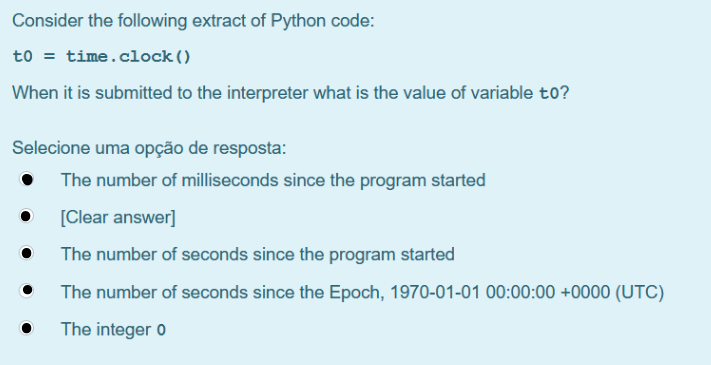 Consider the following extract of Python code:
t0 = time.clock()
When it is submitted to the interpreter what is the value of variable t0?
Selecione uma opção de resposta:
The number of milliseconds since the program started
[Clear answer]
The number of seconds since the program started
The number of seconds since the Epoch, 1970-01-01 00:00:00 +0000 (UTC)
The integer 0